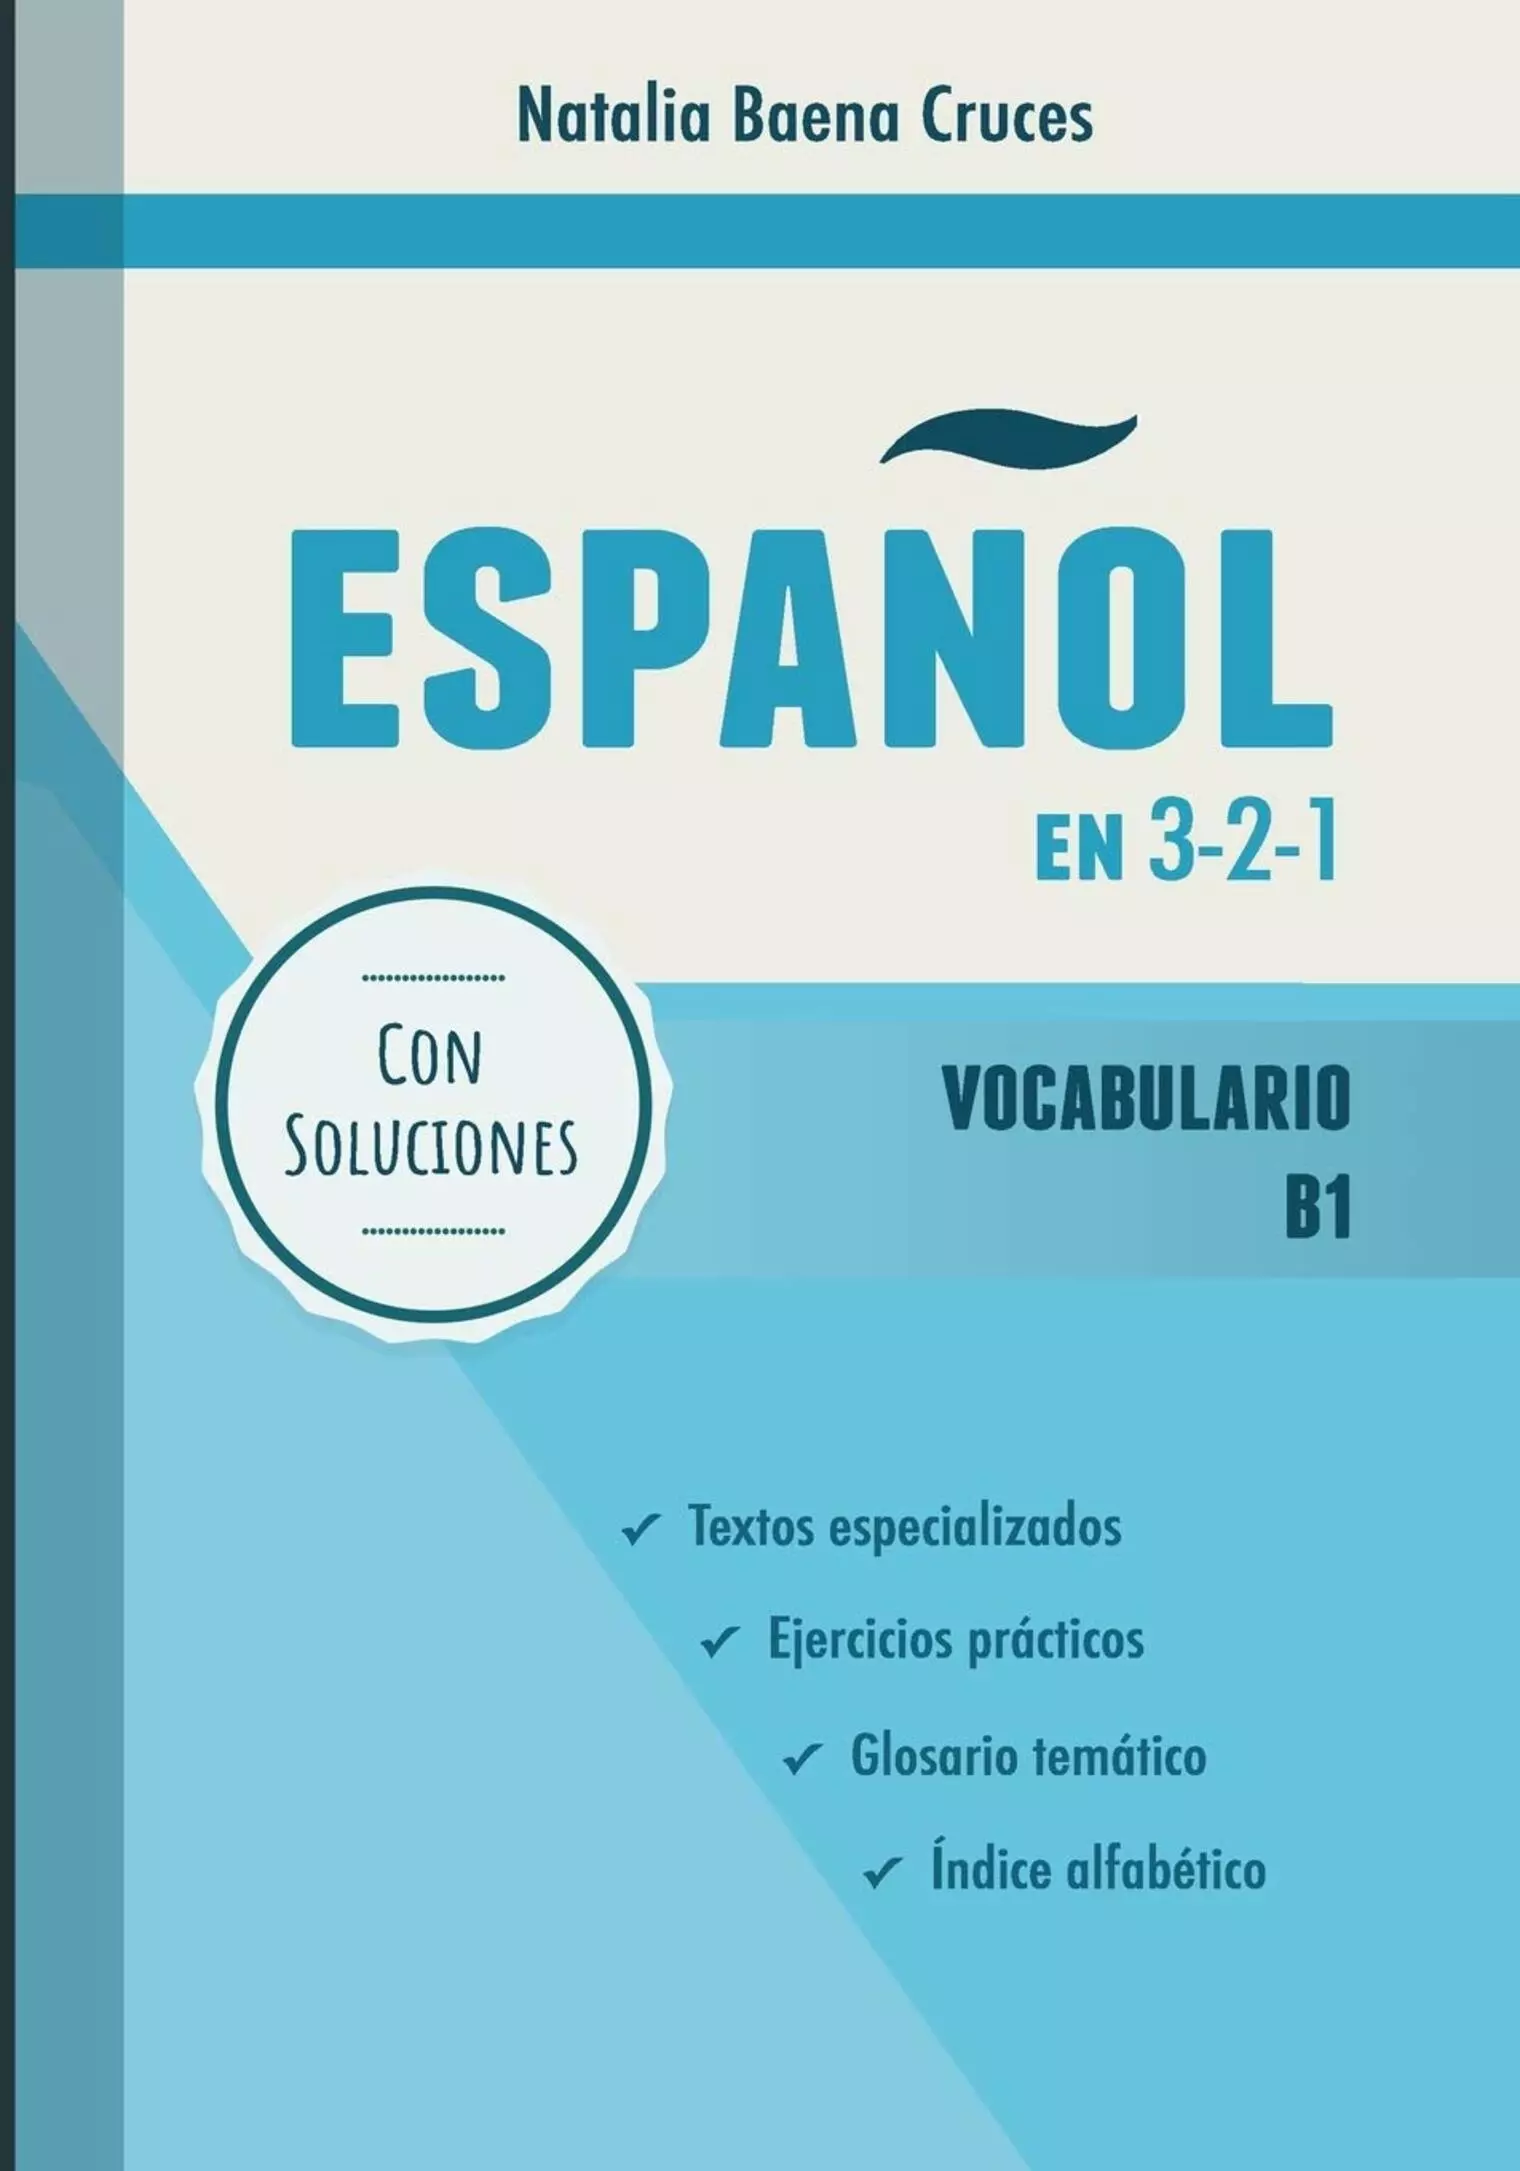 Natalia Baena Cruces
ESPAÑOL
EN 3-2-1
CON
SOLUCIONES
VOCABULARIO
B1
✓ Textos especializados
✓ Ejercicios prácticos
✓ Glosario temático
✓ Índice alfabético